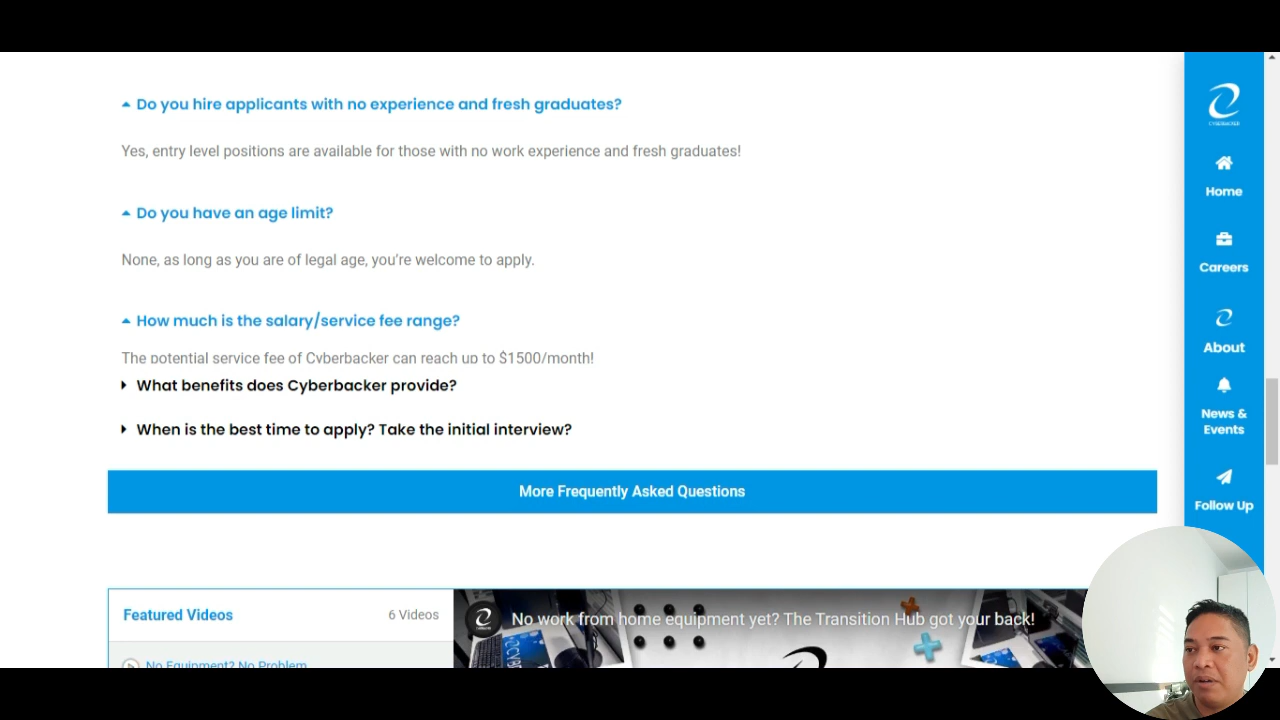 Do you hire applicants with no experience and fresh graduates?
Yes, entry level positions are available for those with no work experience and fresh graduates!
Do you have an age limit?
None, as long as you are of legal age, you're welcome to apply.
How much is the salary/service fee range?
The potential service fee of Cyberbacker can reach up to $1500/month!
What benefits does Cyberbacker provide?
When is the best time to apply? Take the initial interview?
More Frequently Asked Questions
Featured Videos
6 Videos
No Equipment? No Problem
No work from home equipment yet? The Transition Hub got your back!
CYBERBACKER
Home
Careers
About
News &
Events
Follow Up